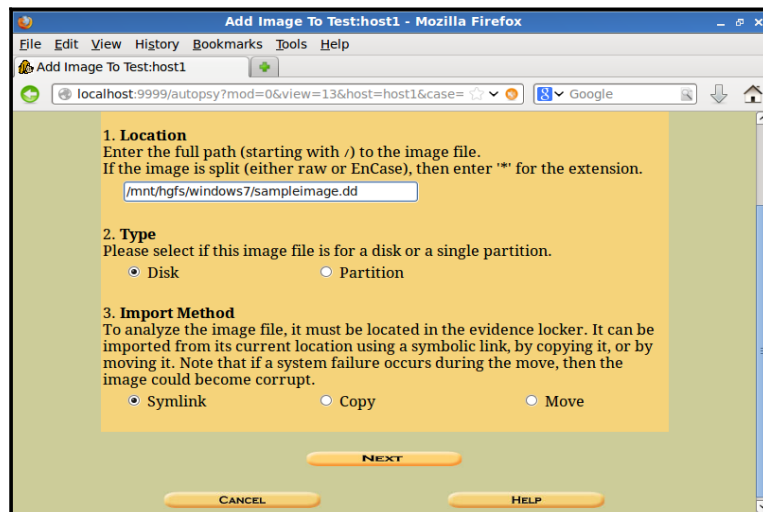 Add Image To Test:host1 - Mozilla Firefox
File Edit View History Bookmarks Tools Help
Add Image To Test:host1
localhost:9999/autopsy?mod=0&view=13&host=host1&case= Google
1. Location
Enter the full path (starting with /) to the image file.
If the image is split (either raw or EnCase), then enter '*' for the extension.
/mnt/hgfs/windows7/sampleimage.dd
2. Type
Please select if this image file is for a disk or a single partition.
Disk Partition
3. Import Method
To analyze the image file, it must be located in the evidence locker. It can be
imported from its current location using a symbolic link, by copying it, or by
moving it. Note that if a system failure occurs during the move, then the
image could become corrupt.
Symlink Copy Move
NEXT
CANCEL HELP